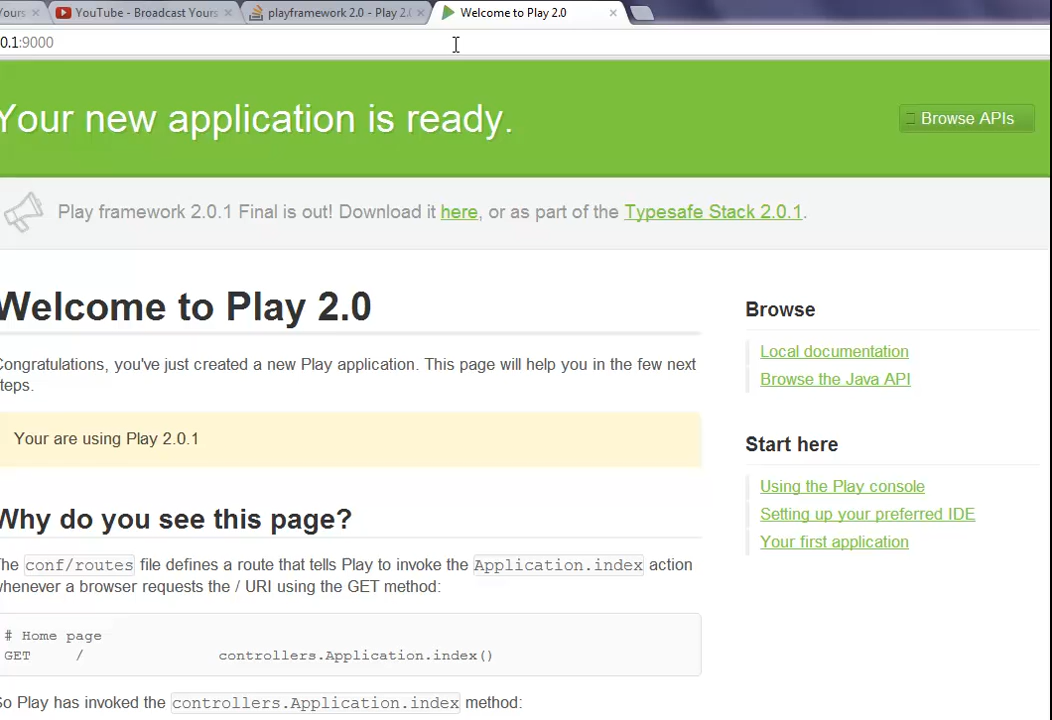 Yours
YouTube - Broadcast Yours
playframework 2.0 - Play 2.(
Welcome to Play 2.0
0.1:9000
Your new application is ready.
Browse APIs
Play framework 2.0.1 Final is out! Download it here, or as part of the Typesafe Stack 2.0.1.
Welcome to Play 2.0
Congratulations, you've just created a new Play application. This page will help you in the few next
steps.
Your are using Play 2.0.1
Why do you see this page?
The conf/routes file defines a route that tells Play to invoke the Application.index action
whenever a browser requests the / URI using the GET method:
# Home page
GET / controllers.Application.index()
So Play has invoked the controllers.Application.index method:
Browse
Local documentation
Browse the Java API
Start here
Using the Play console
Setting up your preferred IDE
Your first application